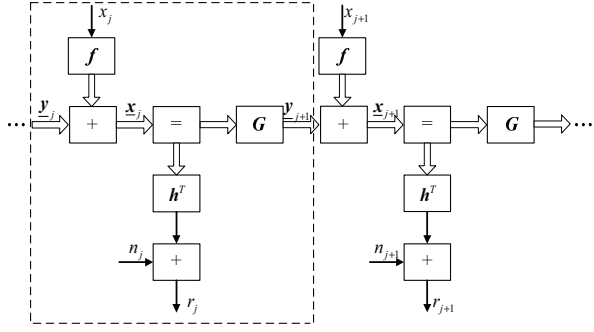 x_j x_{j+1}
f f
... y_j + x_j = G y_{j+1} + x_{j+1} = G ...
h^T h^T
n_j + n_{j+1} +
r_j r_{j+1}